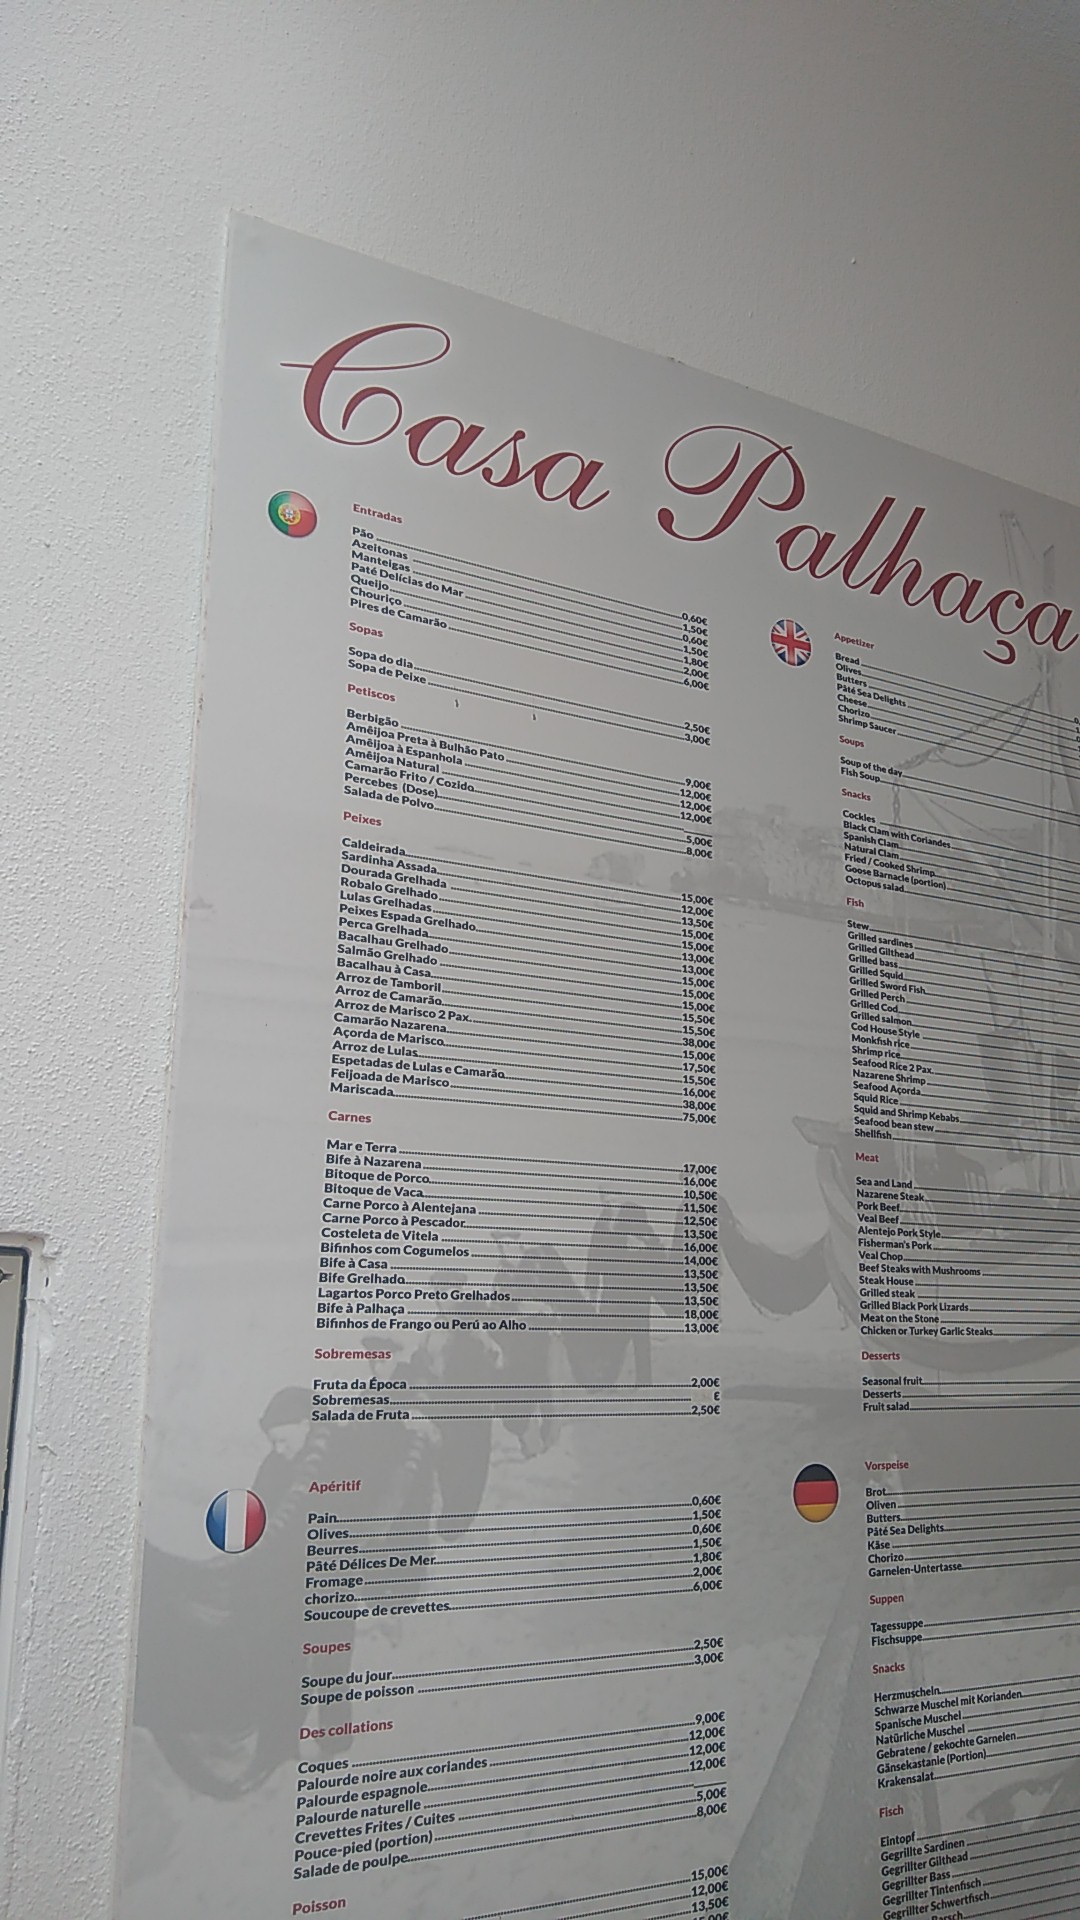 Casa Palhaça
Entradas
Pão 0,60€
Azeitonas 1,50€
Manteigas 0,60€
Paté Delícias do Mar 1,50€
Queijo 1,80€
Chouriço 2,00€
Pires de Camarão 6,00€
Sopas
Sopa do dia 2,50€
Sopa de Peixe 3,00€
Petiscos
Berbigão 9,00€
Amêijoa Preta à Bulhão Pato 12,00€
Amêijoa à Espanhola 12,00€
Amêijoa Natural 12,00€
Camarão Frito / Cozido
Percebes (Dose) 5,00€
Salada de Polvo 8,00€
Peixes
Caldeirada 15,00€
Sardinha Assada 12,00€
Dourada Grelhada 13,50€
Robalo Grelhado 15,00€
Lulas Grelhadas 15,00€
Peixes Espada Grelhado 13,00€
Perca Grelhada 13,00€
Bacalhau Grelhado 15,00€
Salmão Grelhado 15,00€
Bacalhau à Casa 15,00€
Arroz de Tamboril 15,50€
Arroz de Camarão 15,50€
Arroz de Marisco 2 Pax. 38,00€
Camarão Nazarena 15,00€
Açorda de Marisco 17,50€
Arroz de Lulas 15,50€
Espetadas de Lulas e Camarão 16,00€
Feijoada de Marisco 38,00€
Mariscada 75,00€
Carnes
Mar e Terra 17,00€
Bife à Nazarena 16,00€
Bitoque de Porco 10,50€
Bitoque de Vaca 11,50€
Carne Porco à Alentejana 12,50€
Carne Porco à Pescador 13,50€
Costeleta de Vitela 16,00€
Bifinhos com Cogumelos 14,00€
Bife à Casa 13,50€
Bife Grelhado 13,50€
Lagartos Porco Preto Grelhados 13,50€
Bife à Palhaça 18,00€
Bifinhos de Frango ou Perú ao Alho 13,00€
Sobremesas
Fruta da Época 2,00€
Sobremesas €
Salada de Fruta 2,50€
Appetizer
Bread
Olives
Butters
Pâté Sea Delights
Cheese
Chorizo
Shrimp Saucer
Soups
Soup of the day
Fish Soup
Snacks
Cockles
Black Clam with Coriandes
Spanish Clam
Natural Clam
Fried / Cooked Shrimp
Goose Barnacle (portion)
Octopus salad
Fish
Stew
Grilled sardines
Grilled Gilthead
Grilled bass
Grilled Squid
Grilled Sword Fish
Grilled Perch
Grilled Cod
Grilled salmon
Cod House Style
Monkfish rice
Shrimp rice
Seafood Rice 2 Pax.
Nazarene Shrimp
Seafood Açorda
Squid Rice
Squid and Shrimp Kebabs
Seafood bean stew
Shellfish
Meat
Sea and Land
Nazarene Steak
Pork Beef
Veal Beef
Alentejo Pork Style
Fisherman's Pork
Veal Chop
Beef Steaks with Mushrooms
Steak House
Grilled steak
Grilled Black Pork Lizards
Meat on the Stone
Chicken or Turkey Garlic Steaks
Desserts
Seasonal fruit
Desserts
Fruit salad
Apéritif
Pain 0,60€
Olives 1,50€
Beurres 0,60€
Pâté Délices De Mer 1,50€
Fromage 1,80€
chorizo 2,00€
Soucoupe de crevettes 6,00€
Soupes
Soupe du jour 2,50€
Soupe de poisson 3,00€
Des collations
Coques 9,00€
Palourde noire aux coriandes 12,00€
Palourde espagnole 12,00€
Palourde naturelle 12,00€
Crevettes Frites / Cuites
Pouce-pied (portion) 5,00€
Salade de poulpe 8,00€
Poisson
15,00€
12,00€
13,50€
Vorspeise
Brot
Oliven
Butters
Pâté Sea Delights
Käse
Chorizo
Garnelen-Untertasse
Suppen
Tagessuppe
Fischsuppe
Snacks
Herzmuscheln
Schwarze Muschel mit Korianden
Spanische Muschel
Natürliche Muschel
Gebratene / gekochte Garnelen
Gänsekastanle (Portion)
Krakensalat
Fisch
Eintopf
Gegrillte Sardinen
Gegrillter Gilthead
Gegrillter Bass
Gegrillter Tintenfisch
Gegrillter Schwertfisch